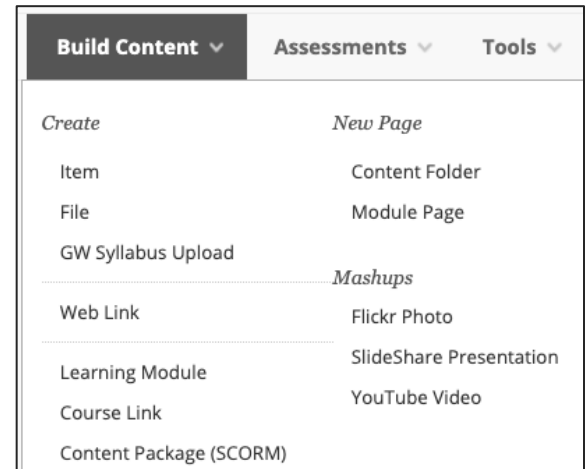 Build Content Assessments Tools
Create
Item
File
GW Syllabus Upload
Web Link
Learning Module
Course Link
Content Package (SCORM)
New Page
Content Folder
Module Page
Mashups
Flickr Photo
SlideShare Presentation
YouTube Video